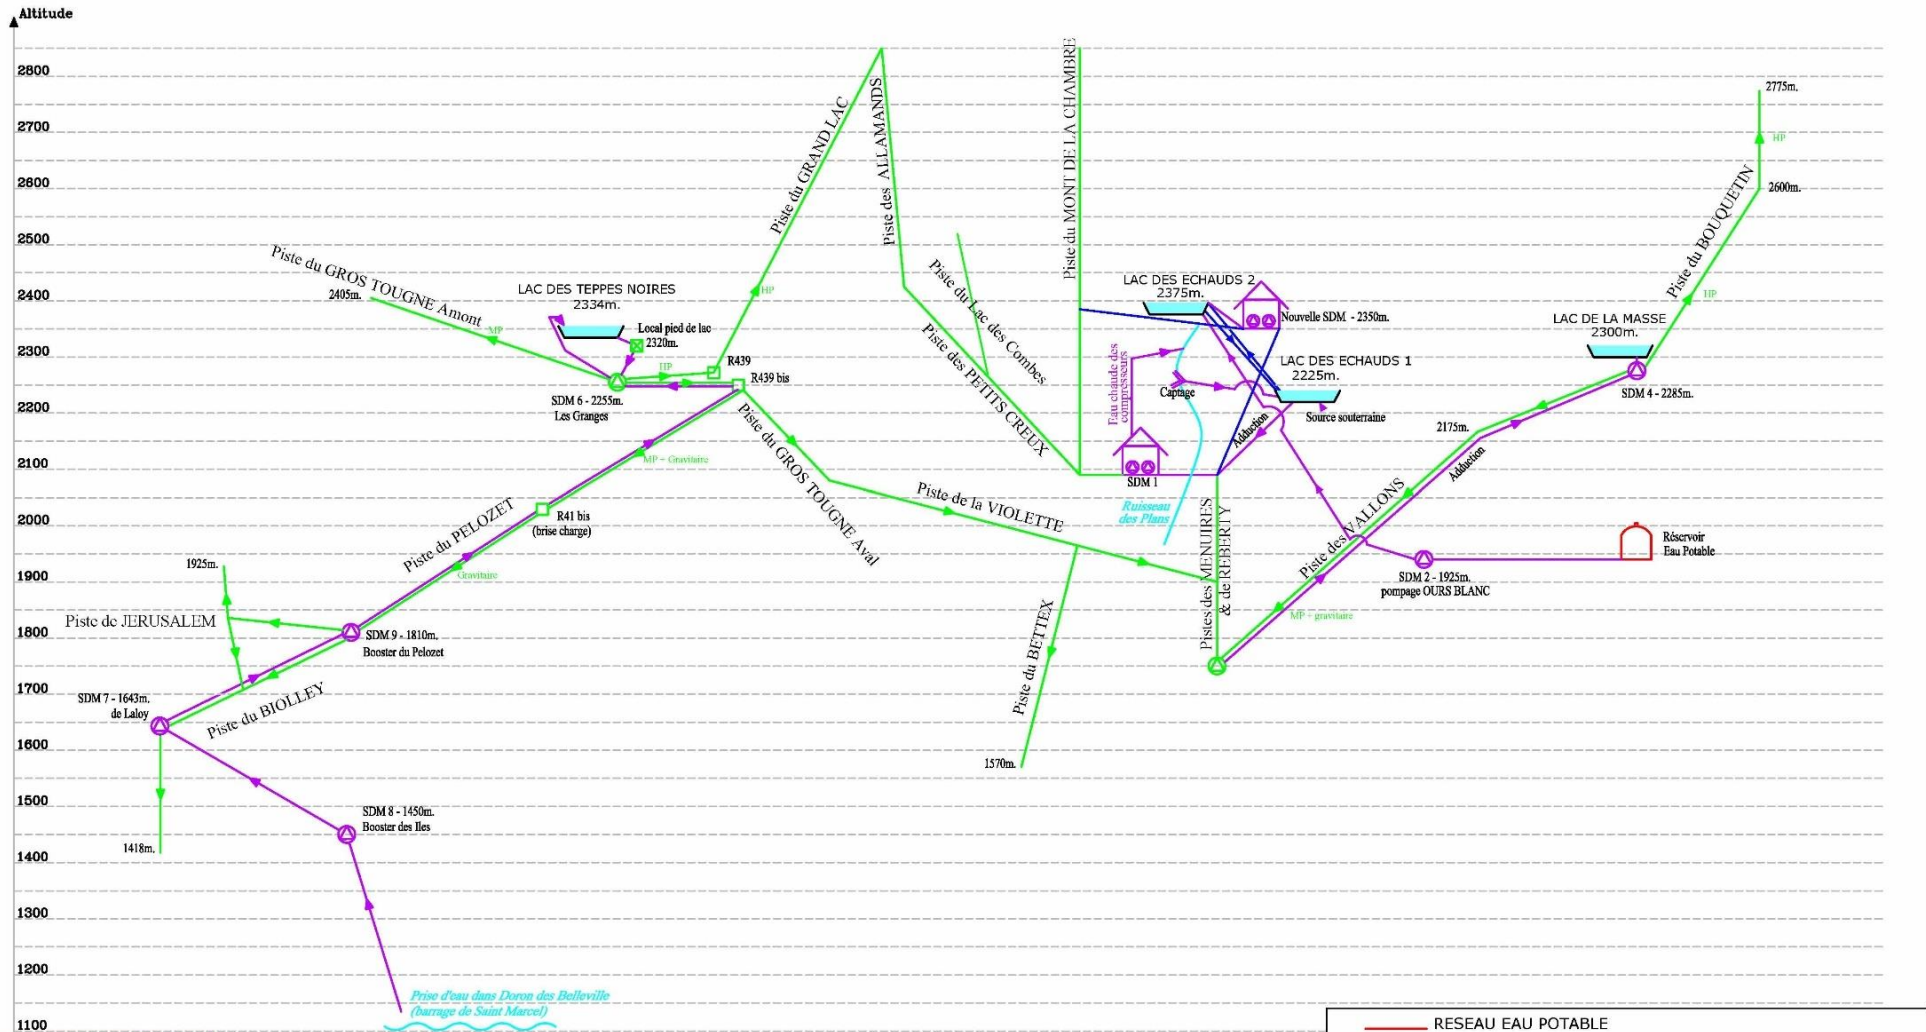 Altitude
2800
2700
2600
2500
2400
2300
2200
2100
2000
1900
1800
1700
1600
1500
1400
1300
1200
1100
Piste du GROS TOUGNE Amont
2405m.
MP
LAC DES TEPPES NOIRES
2334m.
Local pied de lac
2320m.
HP
R439
R439 bis
SDM 6 - 2255m.
Les Granges
Piste du GRAND LAC
HP
Piste des ALLAMANDS
Piste du Lac des Combes
Piste des PETITS CREUX
Piste du MONT DE LA CHAMBRE
LAC DES ECHAUDS 2
2375m.
Nouvelle SDM - 2350m.
LAC DES ECHAUDS 1
2225m.
Source souterraine
Captage
Adduction
Eau chaude des
compresseurs
SDM 1
Ruisseau
des Plans
LAC DE LA MASSE
2300m.
SDM 4 - 2285m.
Piste du BOUQUETIN
HP
2600m.
HP
2775m.
2175m.
Adduction
Piste des VALLONS
MP + gravitaire
SDM 2 - 1925m.
pompage OURS BLANC
Réservoir
Eau Potable
Pistes des MENUIRES
& de REBERTY
Piste de la VIOLETTE
Piste du BETTEX
1570m.
Piste du GROS TOUGNE Aval
MP + Gravitaire
R41 bis
(brise charge)
Piste du PELOZET
Gravitaire
1925m.
Piste de JERUSALEM
SDM 9 - 1810m.
Booster du Pelozet
SDM 7 - 1643m.
de Laloy
Piste du BIOLLEY
1418m.
SDM 8 - 1450m.
Booster des Iles
Prise d'eau dans Doron des Belleville
(barrage de Saint Marcel)
RESEAU EAU POTABLE